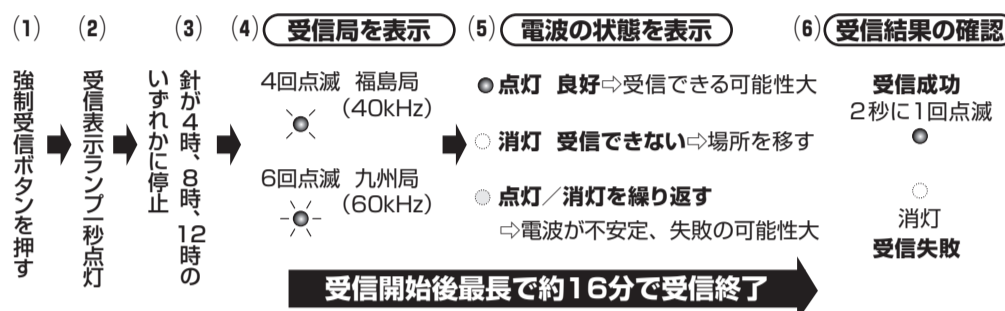 (1)
強制受信ボタンを押す
(2)
受信表示ランプ一秒点灯
(3)
針が4時、8時、12時の
いずれかに停止
(4) 受信局を表示
4回点滅 福島局
(40kHz)
6回点滅 九州局
(60kHz)
(5) 電波の状態を表示
点灯 良好⇨受信できる可能性大
消灯 受信できない⇨場所を移す
点灯／消灯を繰り返す
⇨電波が不安定、失敗の可能性大
(6) 受信結果の確認
受信成功
2秒に1回点滅
消灯
受信失敗
受信開始後最長で約16分で受信終了